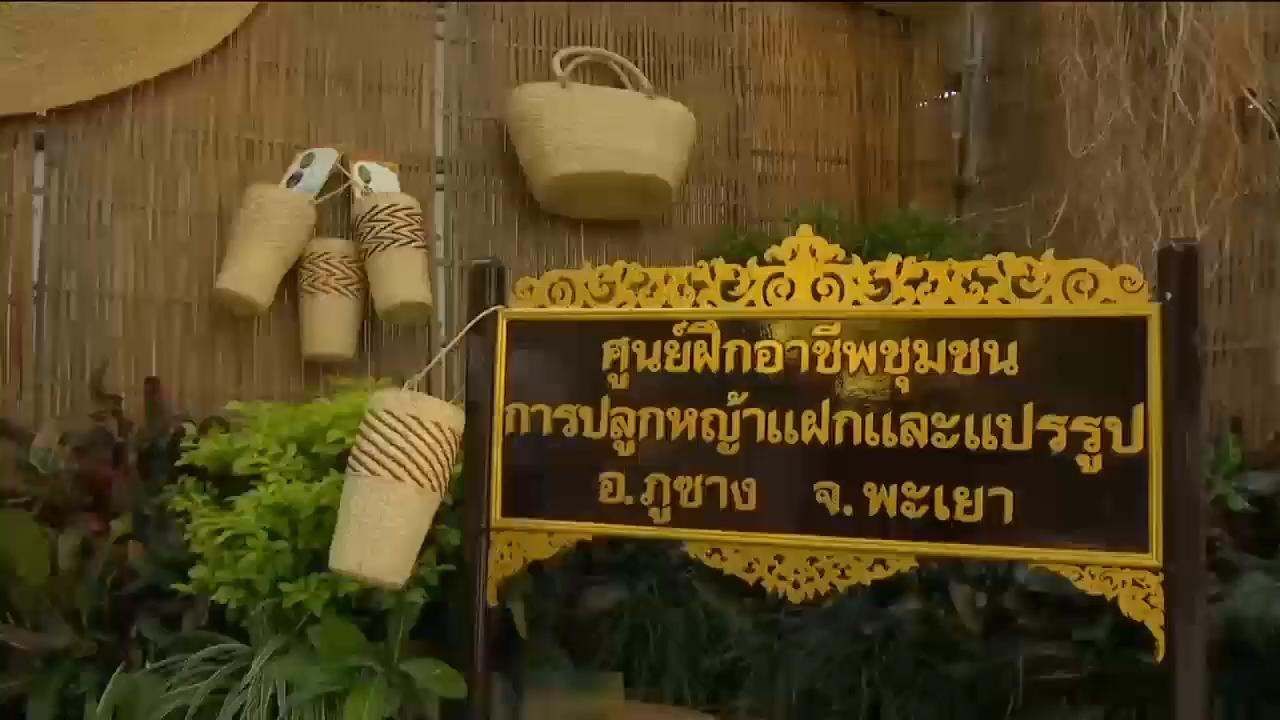 ศูนย์ฝึกอาชีพชุมชน
การปลูกหญ้าแฝกและแปรรูป
อ.ภูซาง จ.พะเยา